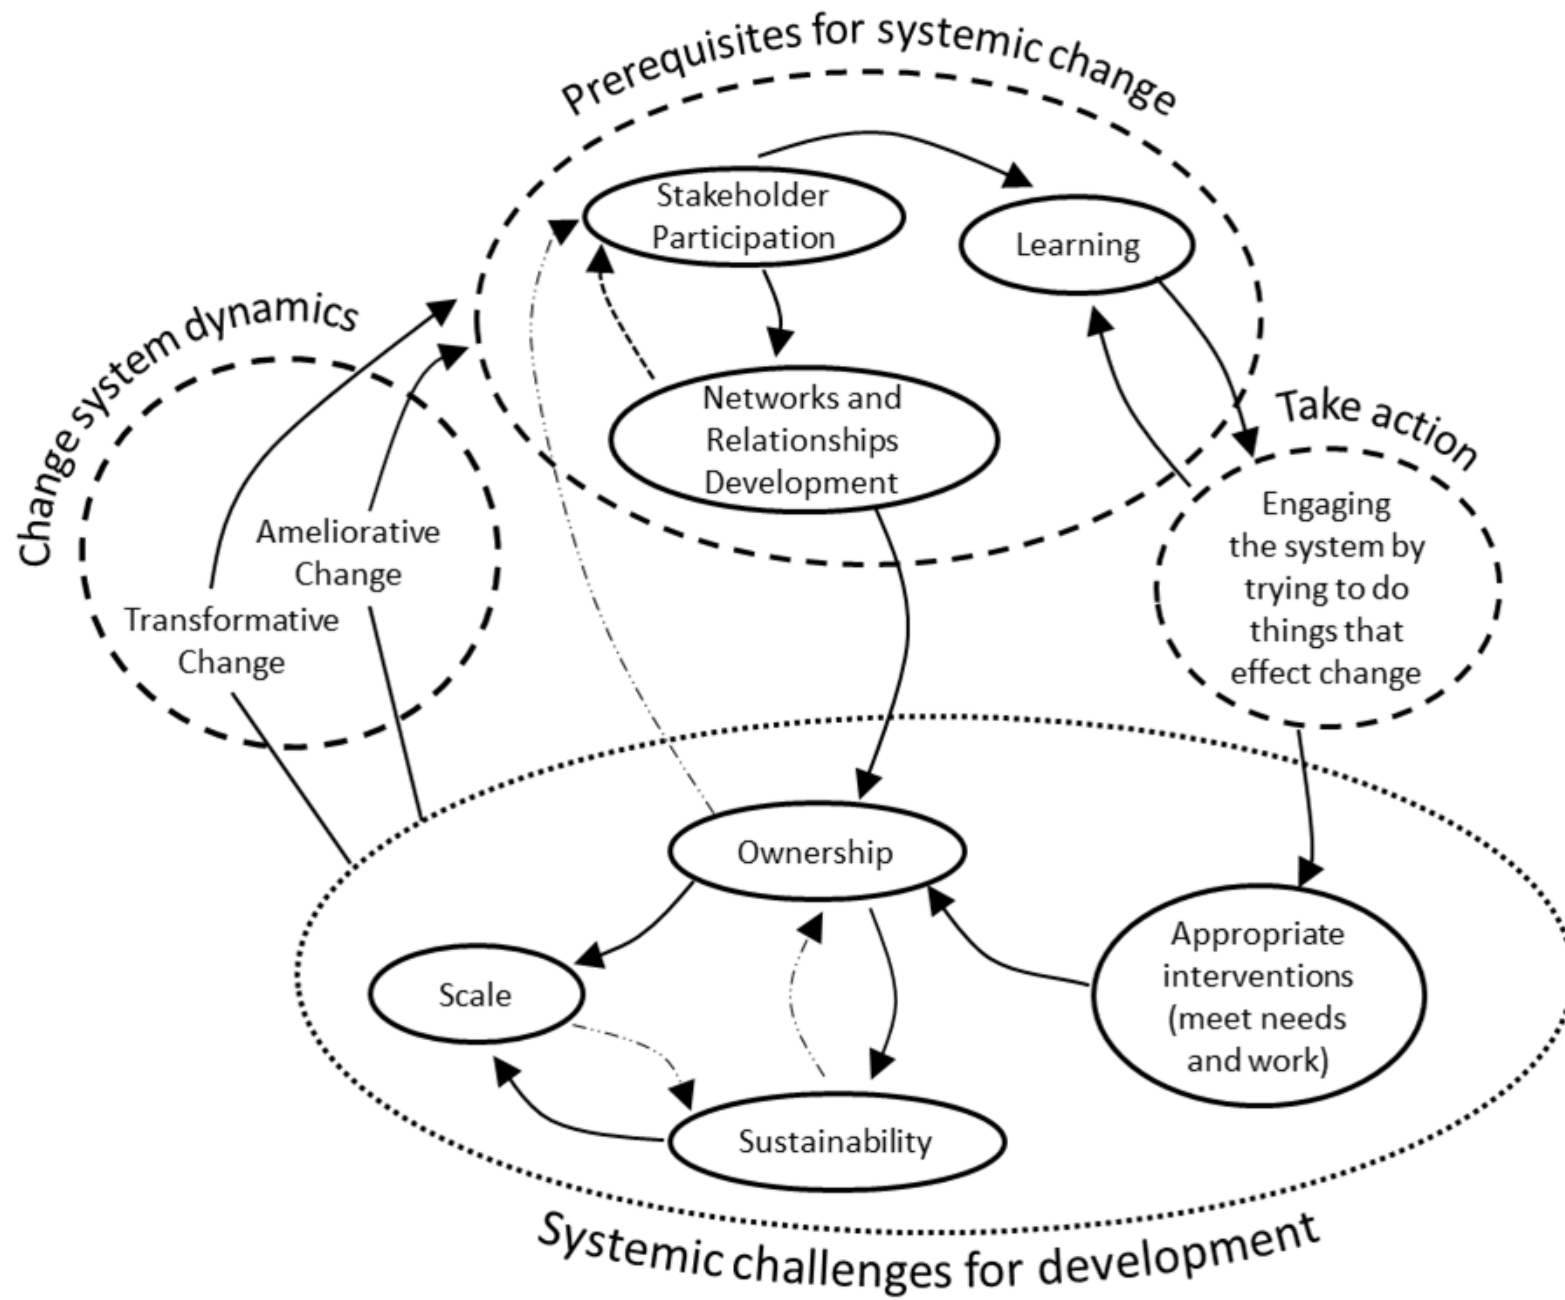 Prerequisites for systemic change
Stakeholder
Participation
Learning
Networks and
Relationships
Development
Change system dynamics
Ameliorative
Change
Transformative
Change
Take action
Engaging
the system by
trying to do
things that
effect change
Ownership
Scale
Sustainability
Appropriate
interventions
(meet needs
and work)
Systemic challenges for development